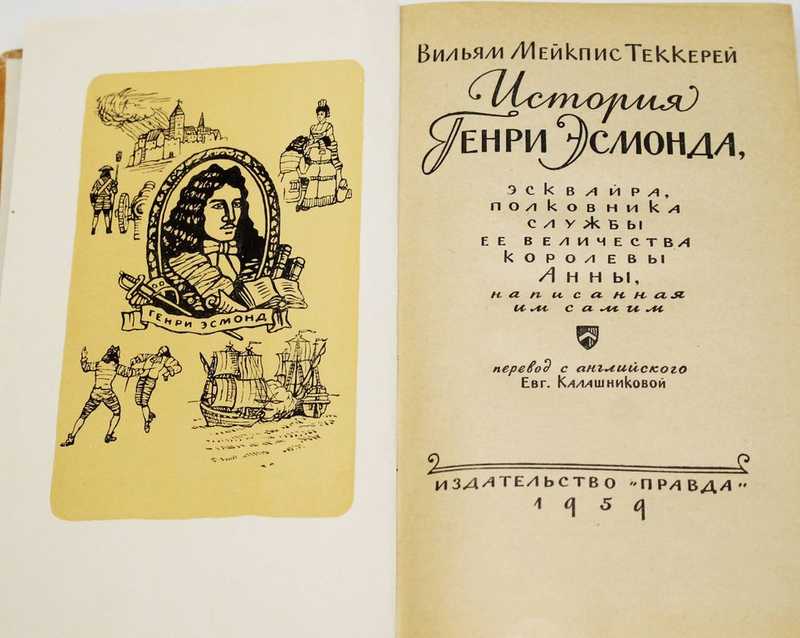 ГЕНРИ ЭСМОНД
Вильям Мейкпис Теккерей
История
Генри Эсмонда,
эсквайра,
полковника
службы
ее величества
королевы
Анны,
написанная
им самим
перевод с английского
Евг. Калашниковой
ИЗДАТЕЛЬСТВО "ПРАВДА"
1959